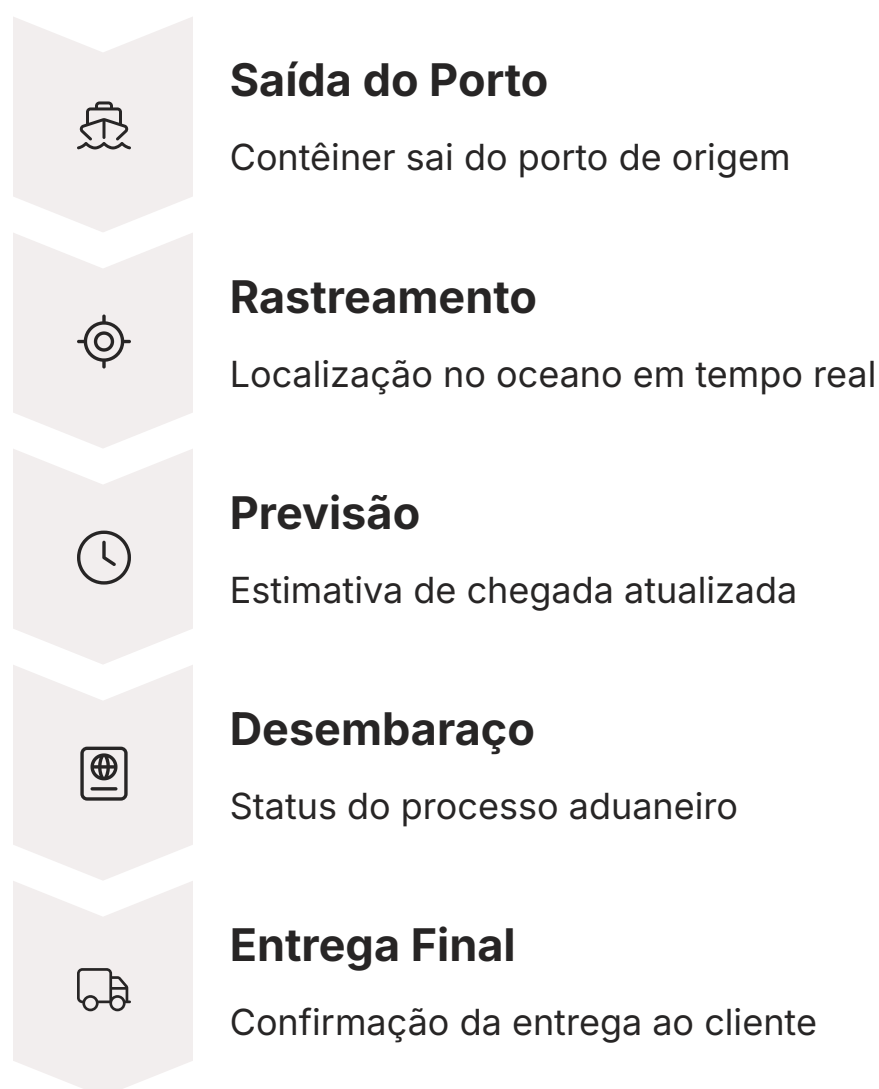 Saída do Porto
Contêiner sai do porto de origem
Rastreamento
Localização no oceano em tempo real
Previsão
Estimativa de chegada atualizada
Desembaraço
Status do processo aduaneiro
Entrega Final
Confirmação da entrega ao cliente